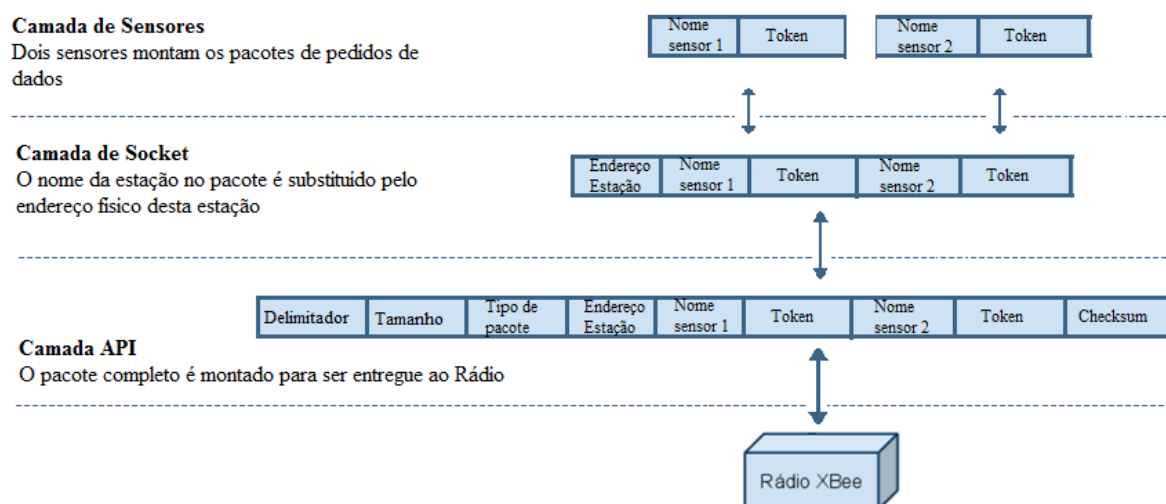 Camada de Sensores
Dois sensores montam os pacotes de pedidos de
dados
Nome
sensor 1
Token
Nome
sensor 2
Token
Camada de Socket
O nome da estação no pacote é substituído pelo
endereço físico desta estação
Endereço
Estação
Nome
sensor 1
Token
Nome
sensor 2
Token
Delimitador
Tamanho
Tipo de
pacote
Endereço
Estação
Nome
sensor 1
Token
Nome
sensor 2
Token
Checksum
Camada API
O pacote completo é montado para ser entregue ao Rádio
Rádio XBee